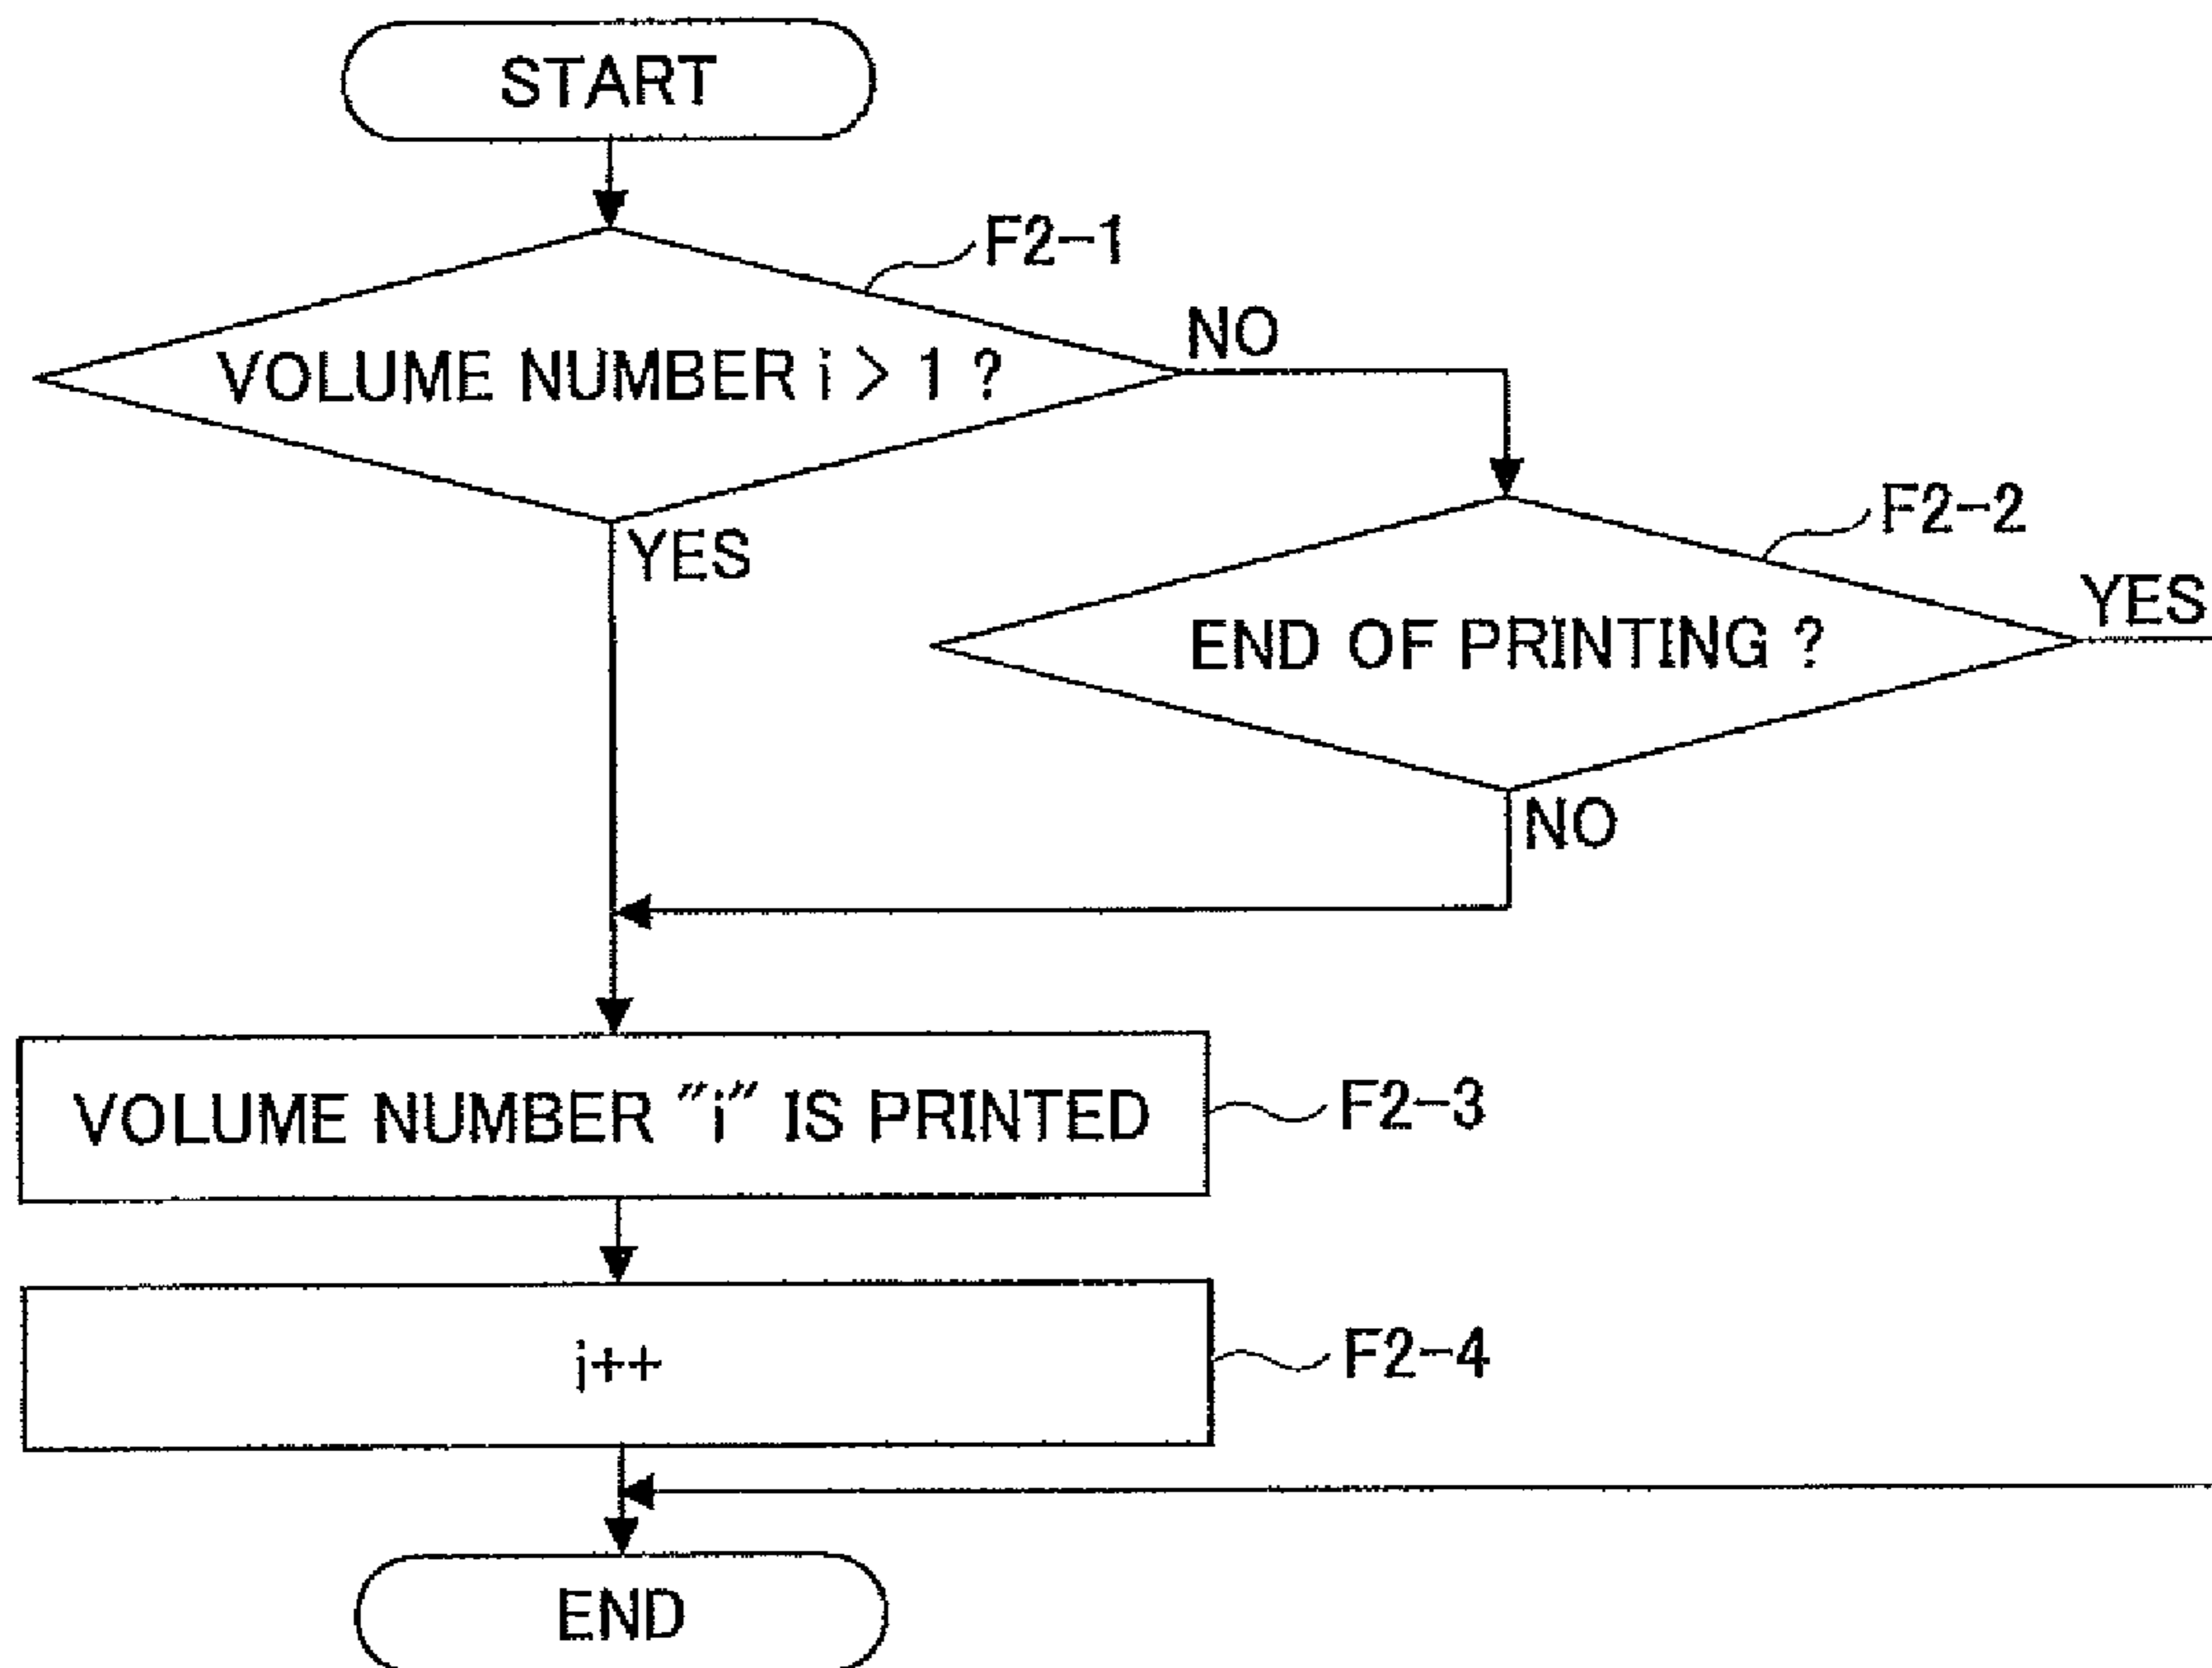 START
F2-1
NO
VOLUME NUMBER i > 1 ?
F2-2
YES
YES
END OF PRINTING ?
NO
VOLUME NUMBER "i" IS PRINTED
F2-3
j++
F2-4
END